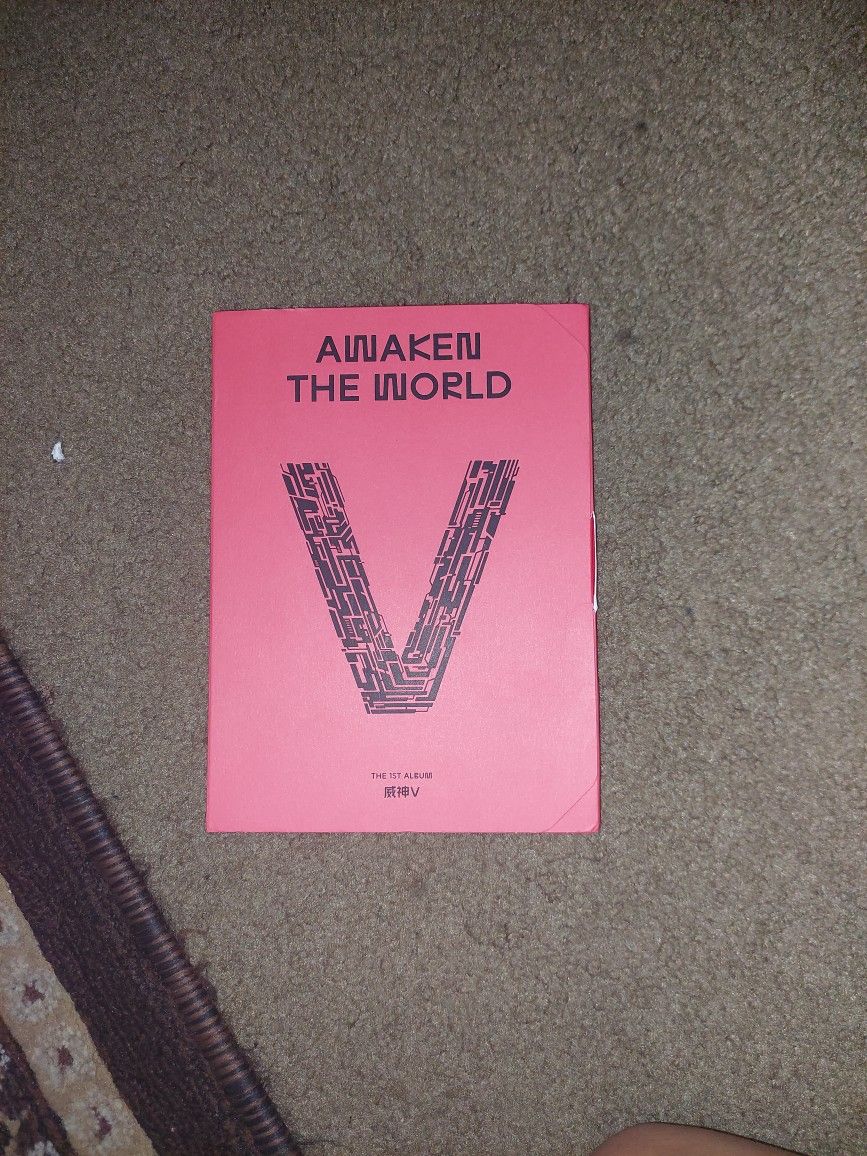 AWAKEN
THE WORLD
V
THE 1ST ALBUM
威神V